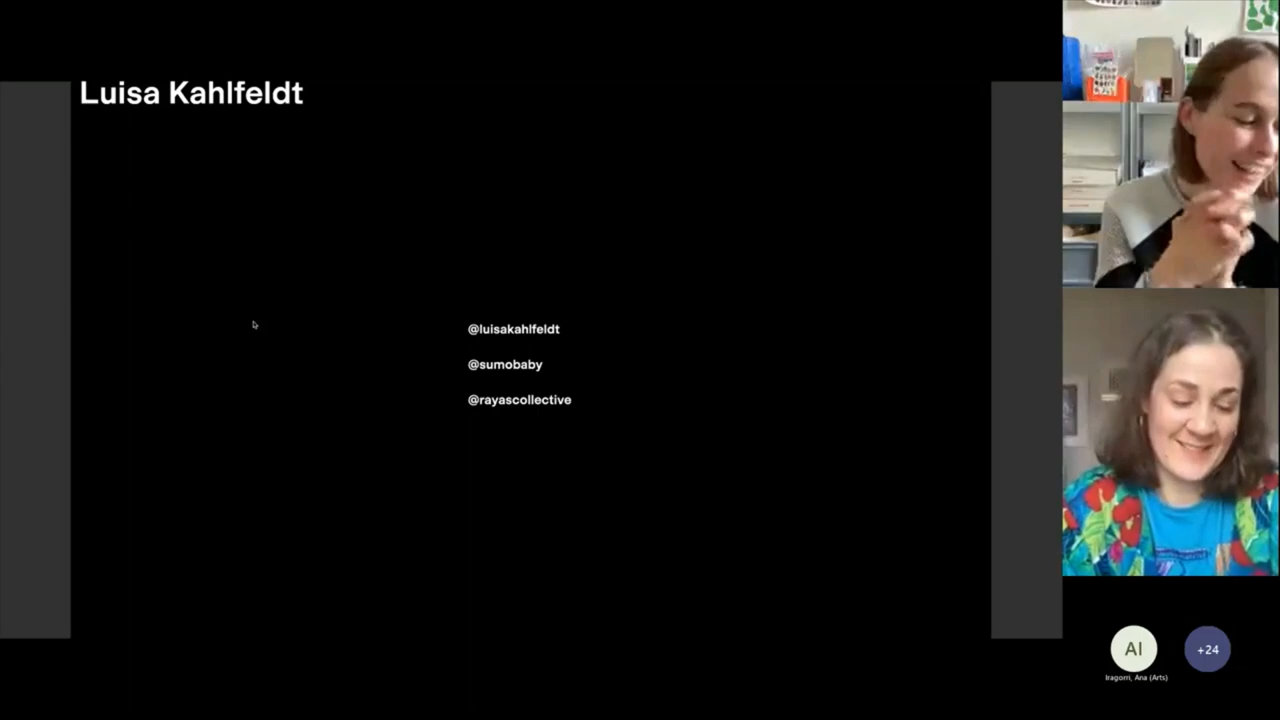 Luisa Kahlfeldt
@luisakahlfeldt
@sumobaby
@rayascollective
AI
+24
Iragorri, Ana (Arts)